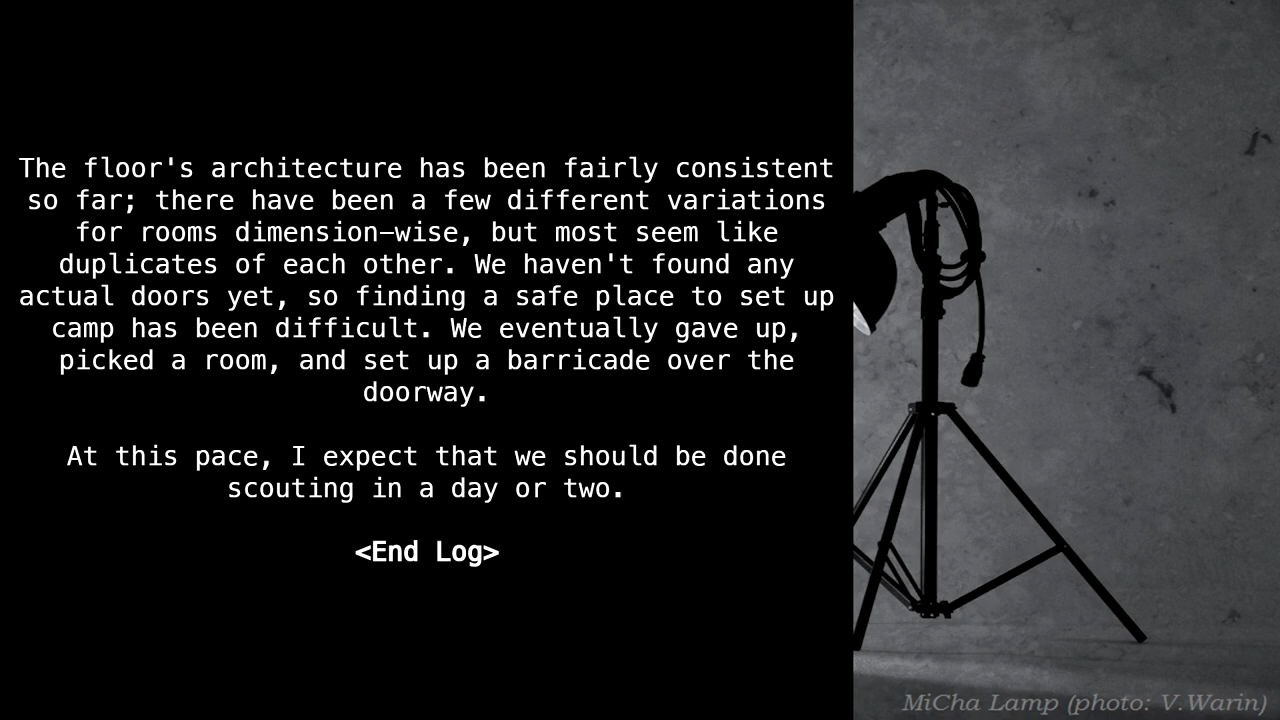 The floor's architecture has been fairly consistent
so far; there have been a few different variations
for rooms dimension-wise, but most seem like
duplicates of each other. We haven't found any
actual doors yet, so finding a safe place to set up
camp has been difficult. We eventually gave up,
picked a room, and set up a barricade over the
doorway.
At this pace, I expect that we should be done
scouting in a day or two.
<End Log>
MiCha Lamp (photo: V.Warin)